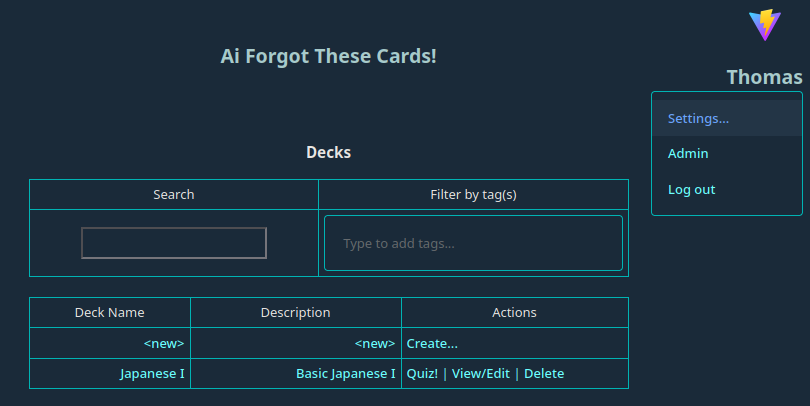 Ai Forgot These Cards!
Thomas
Settings...
Admin
Log out
Decks
Search Filter by tag(s)
Type to add tags...
Deck Name Description Actions
<new> <new> Create...
Japanese I Basic Japanese I Quiz! | View/Edit | Delete